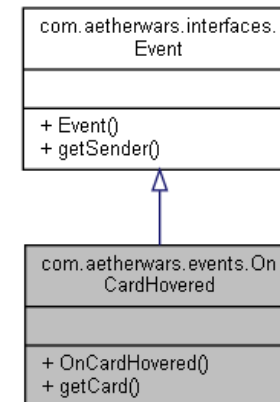 com.aetherwars.interfaces.
Event
+ Event()
+ getSender()
com.aetherwars.events.On
CardHovered
+ OnCardHovered()
+ getCard()